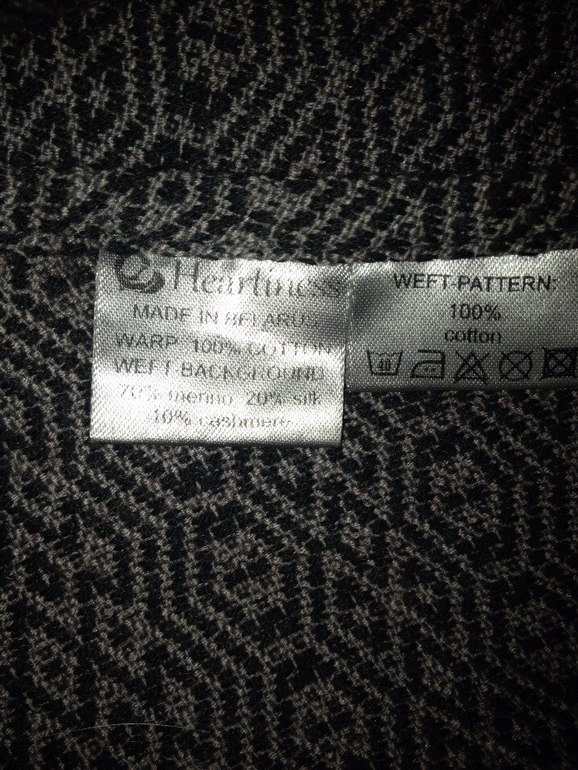 Heartiness
MADE IN BELARUS
WARP 100% COTTON
WEFT-BACKGROUND
70% merino 20% silk
10% cashmere
WEFT-PATTERN:
100%
cotton
40